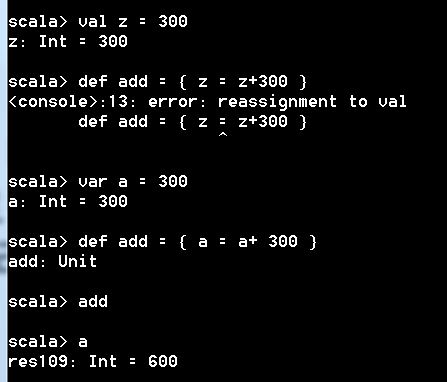 scala> val z = 300
z: Int = 300
scala> def add = { z = z+300 }
<console>:13: error: reassignment to val
def add = { z = z+300 }
^
scala> var a = 300
a: Int = 300
scala> def add = { a = a+ 300 }
add: Unit
scala> add
scala> a
res109: Int = 600